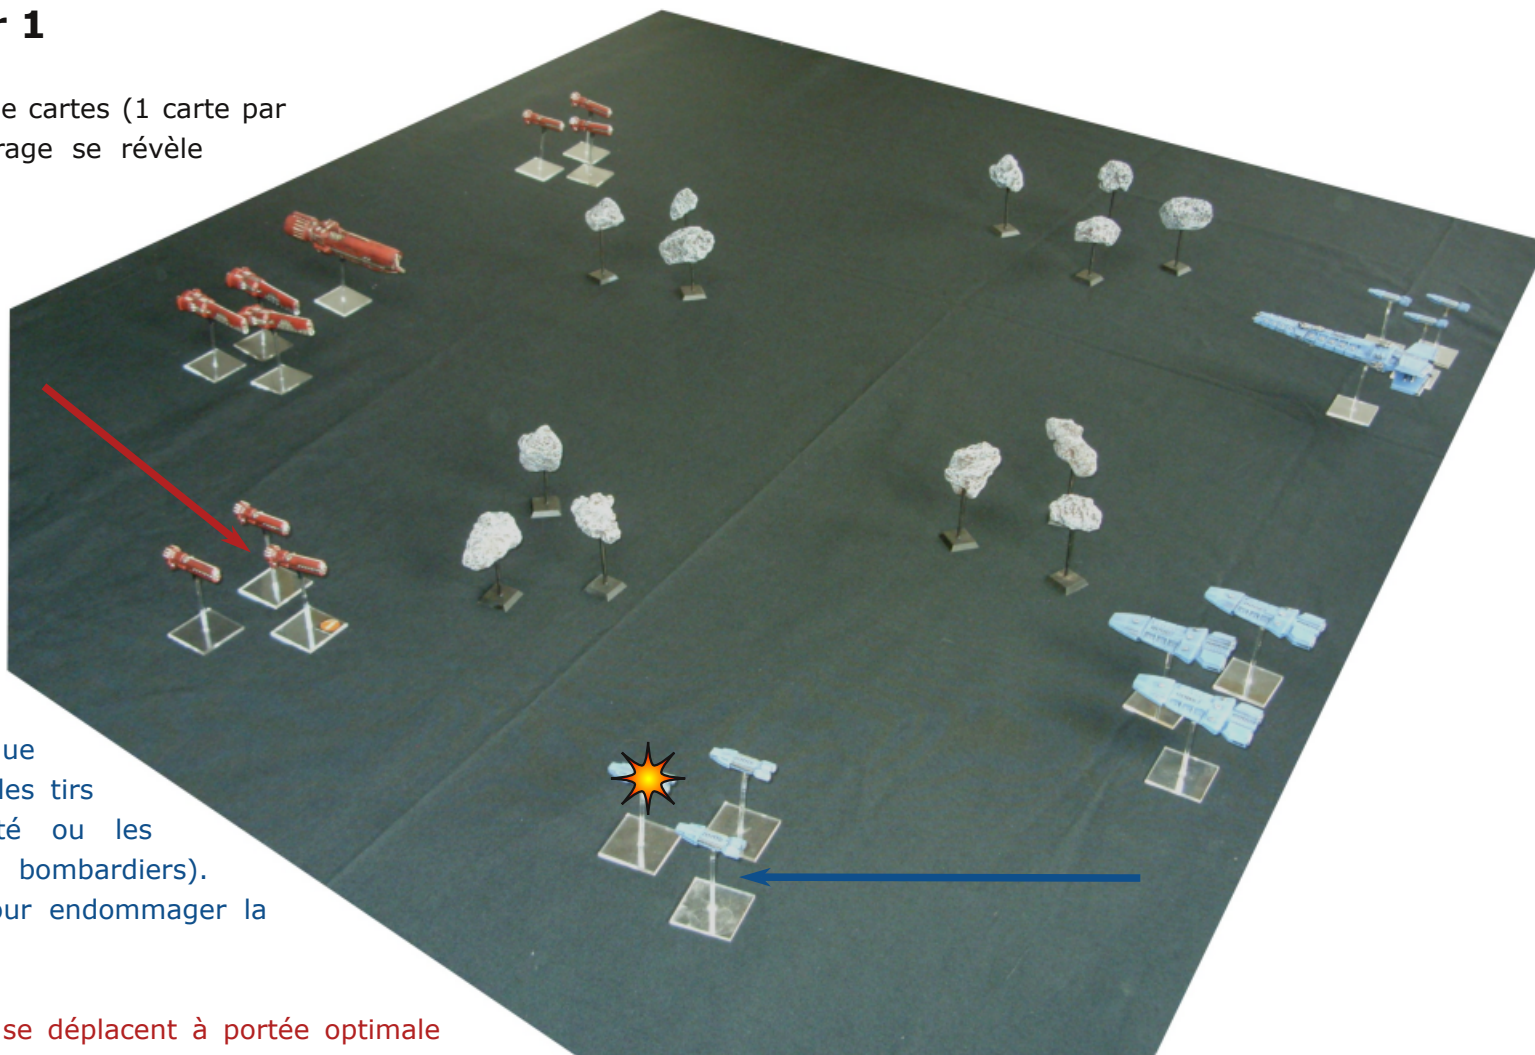 r 1
e cartes (1 carte par
rage se révèle
ue
les tirs
té ou les
bombardiers).
ur endommager la
se déplacent à portée optimale